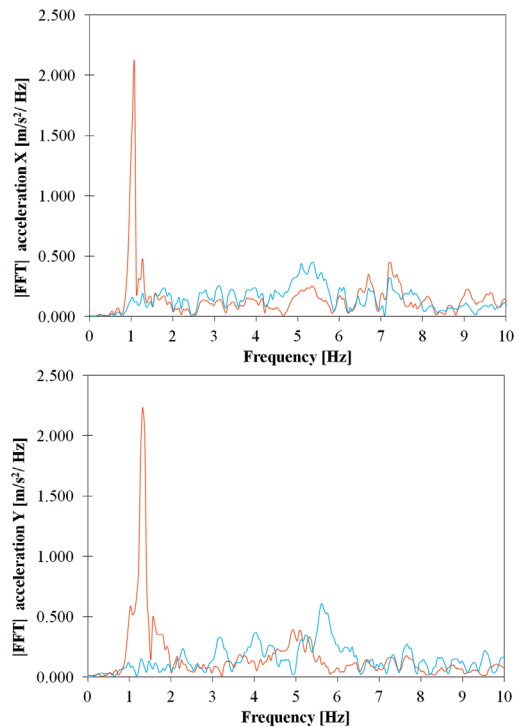 2.500
2.000
1.500
1.000
0.500
0.000
|FFT| acceleration X [m/s²/ Hz]
0 1 2 3 4 5 6 7 8 9 10
Frequency [Hz]
2.500
2.000
1.500
1.000
0.500
0.000
|FFT| acceleration Y [m/s²/ Hz]
0 1 2 3 4 5 6 7 8 9 10
Frequency [Hz]